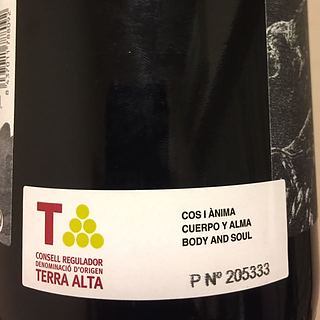 T
CONSELL REGULADOR
DENOMINACIÓ D'ORIGEN
TERRA ALTA
COS I ÀNIMA
CUERPO Y ALMA
BODY AND SOUL
P Nº 205333